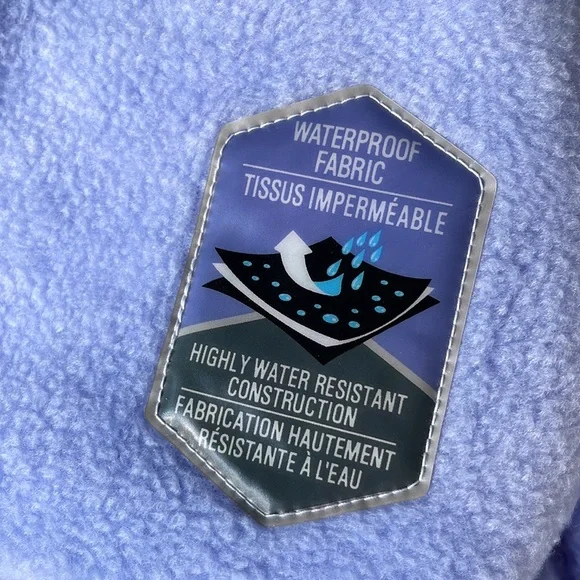 WATERPROOF
FABRIC
TISSUS IMPERMÉABLE
HIGHLY WATER RESISTANT
CONSTRUCTION
FABRICATION HAUTEMENT
RÉSISTANTE À L'EAU